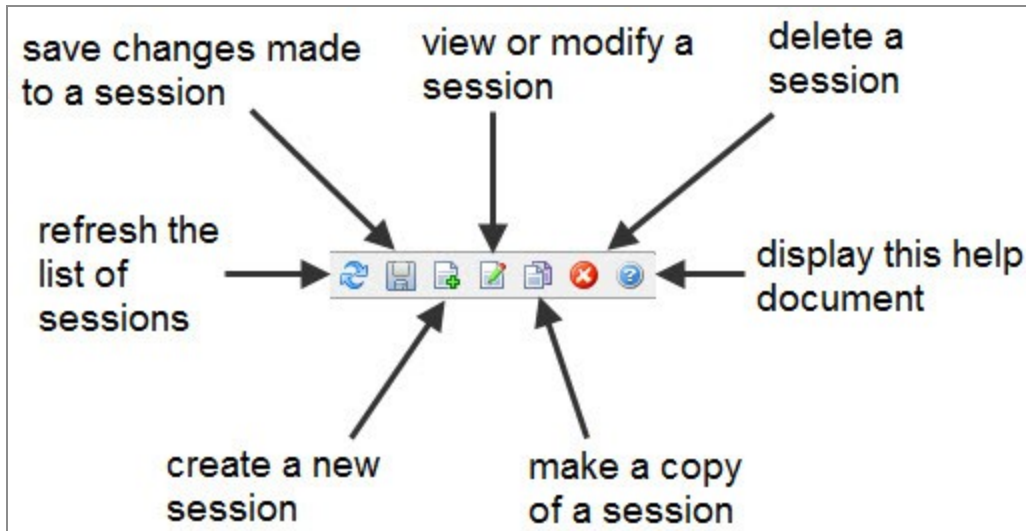 save changes made
to a session
view or modify a
session
delete a
session
refresh the
list of
sessions
display this help
document
create a new
session
make a copy
of a session